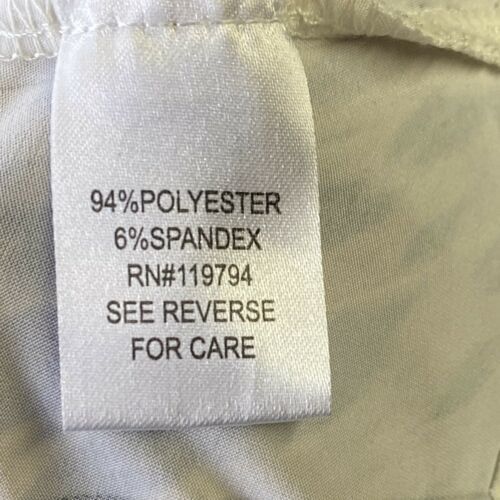 94%POLYESTER
6%SPANDEX
RN#119794
SEE REVERSE
FOR CARE